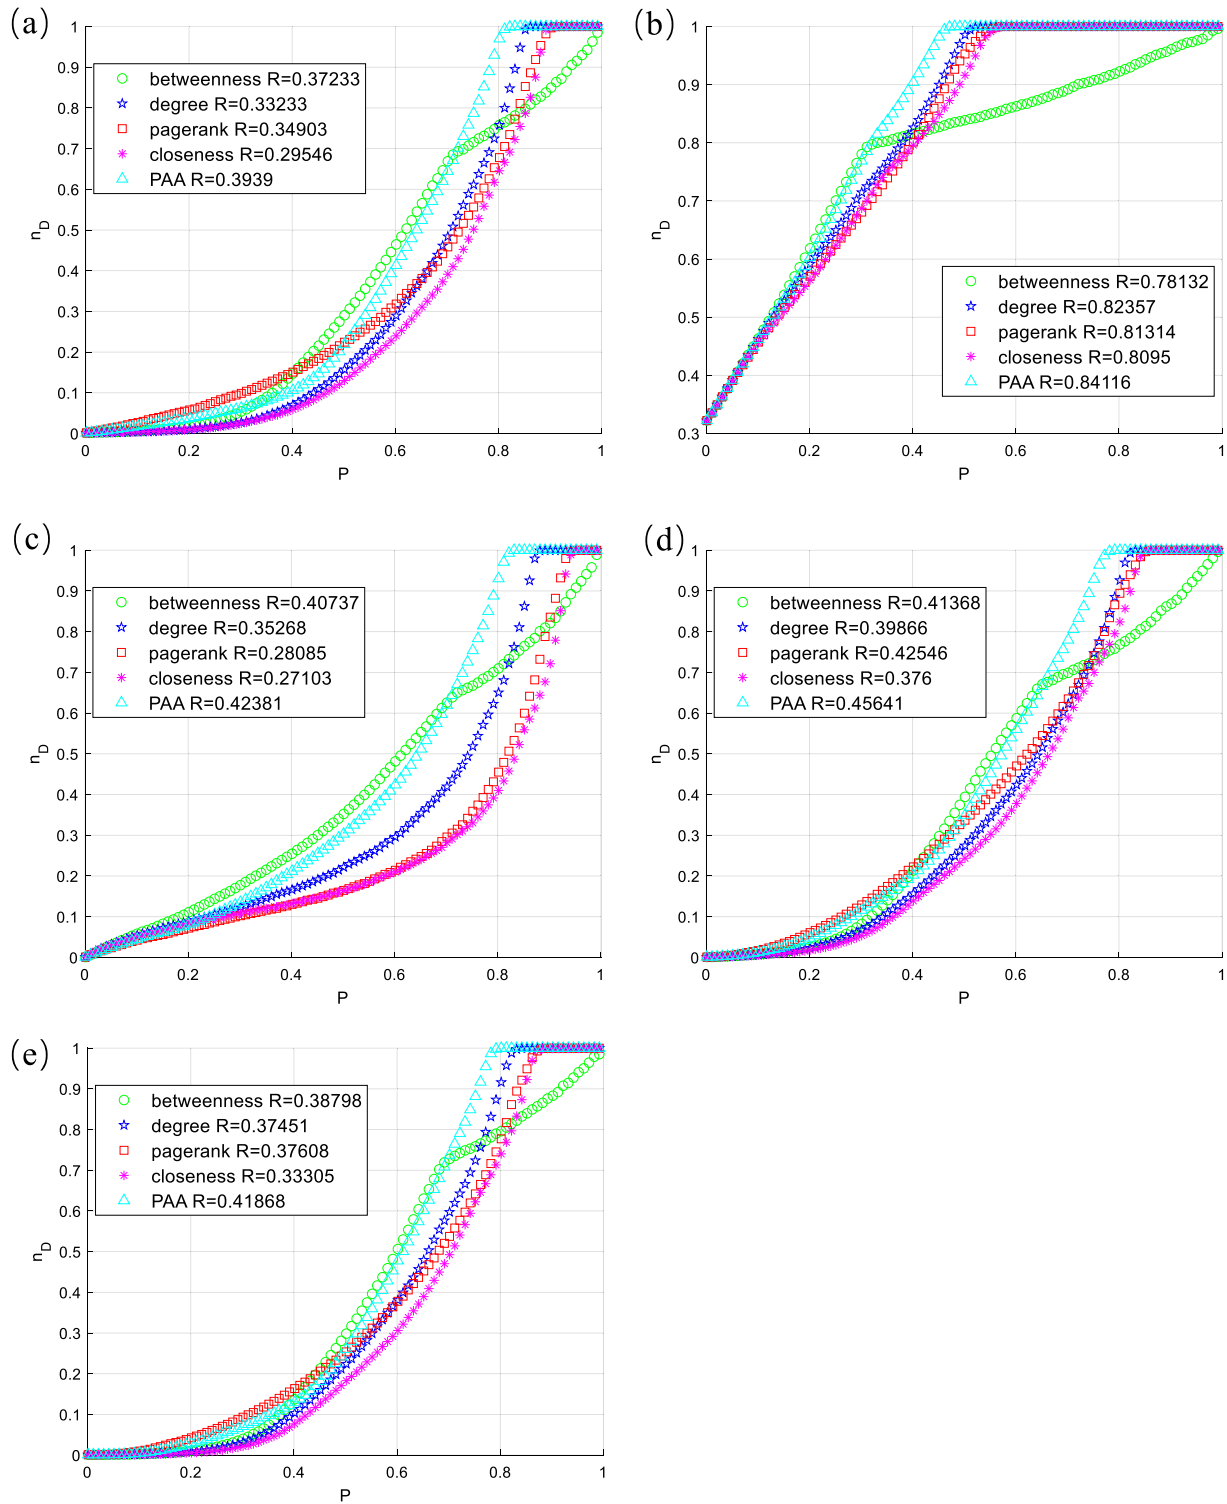 (a)
1
0.9
0.8
0.7
0.6
0.5
0.4
0.3
0.2
0.1
0
n_D
betweenness R=0.37233
degree R=0.33233
pagerank R=0.34903
closeness R=0.29546
PAA R=0.3939
0 0.2 0.4 0.6 0.8 1
P
(b)
1
0.9
0.8
0.7
0.6
0.5
0.4
0.3
n_D
betweenness R=0.78132
degree R=0.82357
pagerank R=0.81314
closeness R=0.8095
PAA R=0.84116
0 0.2 0.4 0.6 0.8 1
P
(c)
1
0.9
0.8
0.7
0.6
0.5
0.4
0.3
0.2
0.1
0
n_D
betweenness R=0.40737
degree R=0.35268
pagerank R=0.28085
closeness R=0.27103
PAA R=0.42381
0 0.2 0.4 0.6 0.8 1
P
(d)
1
0.9
0.8
0.7
0.6
0.5
0.4
0.3
0.2
0.1
0
n_D
betweenness R=0.41368
degree R=0.39866
pagerank R=0.42546
closeness R=0.376
PAA R=0.45641
0 0.2 0.4 0.6 0.8 1
P
(e)
1
0.9
0.8
0.7
0.6
0.5
0.4
0.3
0.2
0.1
0
n_D
betweenness R=0.38798
degree R=0.37451
pagerank R=0.37608
closeness R=0.33305
PAA R=0.41868
0 0.2 0.4 0.6 0.8 1
P